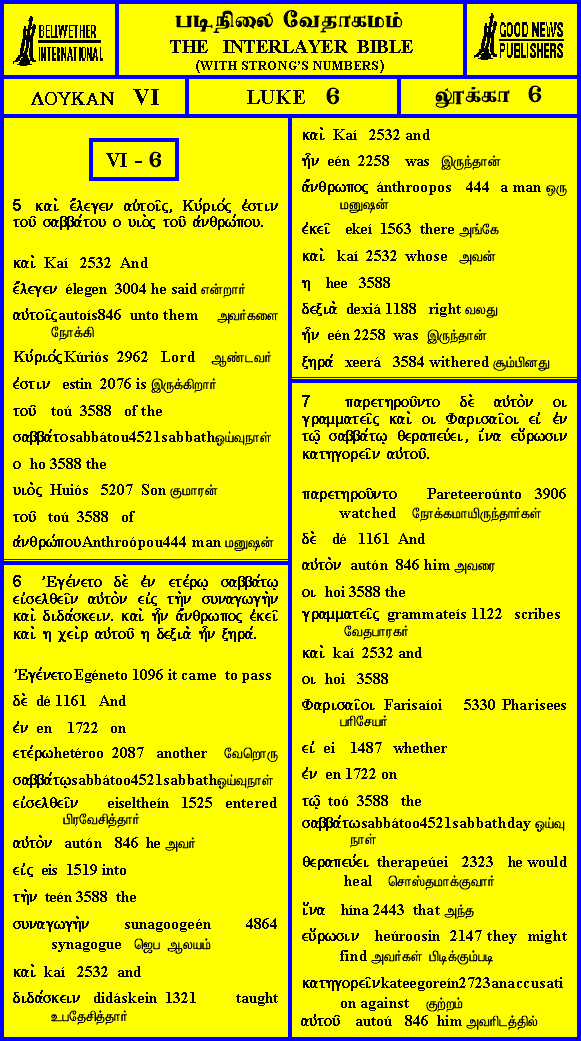 BELLWETHER
INTERNATIONAL
படிநிலை வேதாகமம்
THE INTERLAYER BIBLE
(WITH STRONG'S NUMBERS)
GOOD NEWS
PUBLISHERS
ΛΟΥΚΑΝ VI
LUKE 6
லூக்கா 6
VI - 6
5 καὶ ἔλεγεν αὐτοῖς, Κύριός ἐστιν
τοῦ σαββάτου ο υιὸς τοῦ ἀνθρώπου.
καὶ Kaí 2532 And
ἔλεγεν élegen 3004 he said என்றார்
αὐτοῖς autoís846 unto them அவர்களை
நோக்கி
Κύριός Kúriós 2962 Lord ஆண்டவர்
ἐστιν estin 2076 is இருக்கிறார்
τοῦ toú 3588 of the
σαββάτο sabbátou4521sabbath ஓய்வுநாள்
ο ho 3588 the
υιὸς Huiós 5207 Son குமாரன்
τοῦ toú 3588 of
ἀνθρώπου Anthroópou444 man மனுஷன்
6 Ἐγένετο δὲ ἐν ετέρῳ σαββάτῳ
εἰσελθεῖν αὐτὸν εἰς τὴν συναγωγὴν
καὶ διδάσκειν. καὶ ἦν ἄνθρωπος ἐκεῖ
καὶ η χεὶρ αὐτοῦ η δεξιὰ ἦν ξηρά.
Ἐγένετο Egéneto 1096 it came to pass
δὲ dé 1161 And
ἐν en 1722 on
ετέρῳ hetéroo 2087 another வேறொரு
σαββάτῳ sabbátoo4521sabbath ஓய்வுநாள்
εἰσελθεῖν eiseltheín 1525 entered
பிரவேசித்தார்
αὐτὸν autón 846 he அவர்
εἰς eis 1519 into
τὴν teén 3588 the
συναγωγὴν sunagoogeén 4864
synagogue ஜெப ஆலயம்
καὶ kaí 2532 and
διδάσκειν didáskein 1321 taught
உபதேசித்தார்
καὶ Kaí 2532 and
ἦν eén 2258 was இருந்தான்
ἄνθρωπος ánthroopos 444 a man ஒரு
மனுஷன்
ἐκεῖ ekeí 1563 there அங்கே
καὶ kaí 2532 whose அவன்
η hee 3588
δεξιὰ dexiá 1188 right வலது
ἦν eén 2258 was இருந்தான்
ξηρά xeerá 3584 withered சூம்பினது
7 παρετηροῦντο δὲ αὐτὸν οι
γραμματεῖς καὶ οι Φαρισαῖοι εἰ ἐν
τῷ σαββάτῳ θεραπεύει, ἵνα εὕρωσιν
κατηγορεῖν αὐτοῦ.
παρετηροῦντο Pareteeroúnto 3906
watched நோக்கமாயிருந்தார்கள்
δὲ dé 1161 And
αὐτὸν autón 846 him அவரை
οι hoi 3588 the
γραμματεῖς grammateís 1122 scribes
வேதபாரகர்
καὶ kaí 2532 and
οι hoi 3588
Φαρισαῖοι Farisaíoi 5330 Pharisees
பரிசேயர்
εἰ ei 1487 whether
ἐν en 1722 on
τῷ toó 3588 the
σαββάτω sabbátoo4521sabbath day ஓய்வு
நாள்
θεραπεύει therapeúei 2323 he would
heal சொஸ்தமாக்குவார்
ἵνα hína 2443 that அந்த
εὕρωσιν heúroosin 2147 they might
find அவர்கள் பிடிக்கும்படி
κατηγορεῖν kateegoreín2723anaccusati
on against குற்றம்
αὐτοῦ autoú 846 him அவரிடத்தில்